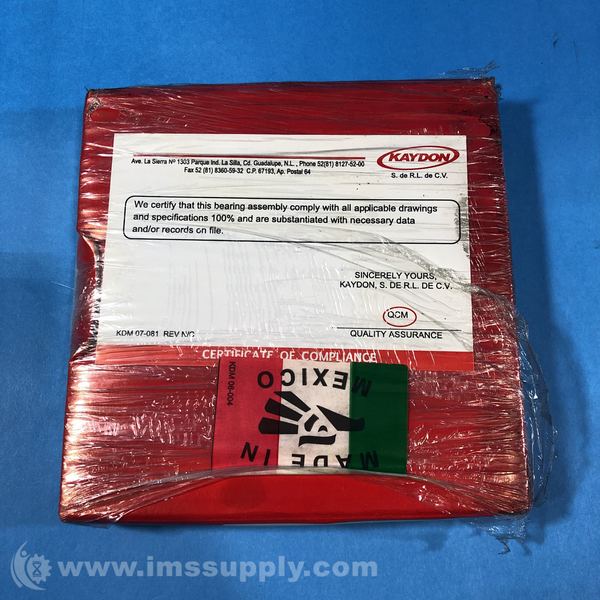 Ave. La Sierra Nº 1303 Parque Ind. La Silla, Cd. Guadalupe, N.L., Phone 52(81) 8127-52-00
Fax 52 (81) 8360-59-32 C.P. 67193, Ap. Postal 64
KAYDON
S. de R.L. de C.V.
We certify that this bearing assembly comply with all applicable drawings
and specifications 100% and are substantiated with necessary data
and/or records on file.
SINCERELY YOURS,
KAYDON, S. DE R.L. DE C.V.
QCM
KDM 07-081 REV N/C
QUALITY ASSURANCE
CERTIFICATE OF COMPLIANCE
MADE IN
MEXICO
KDM 08-004
www.imssupply.com